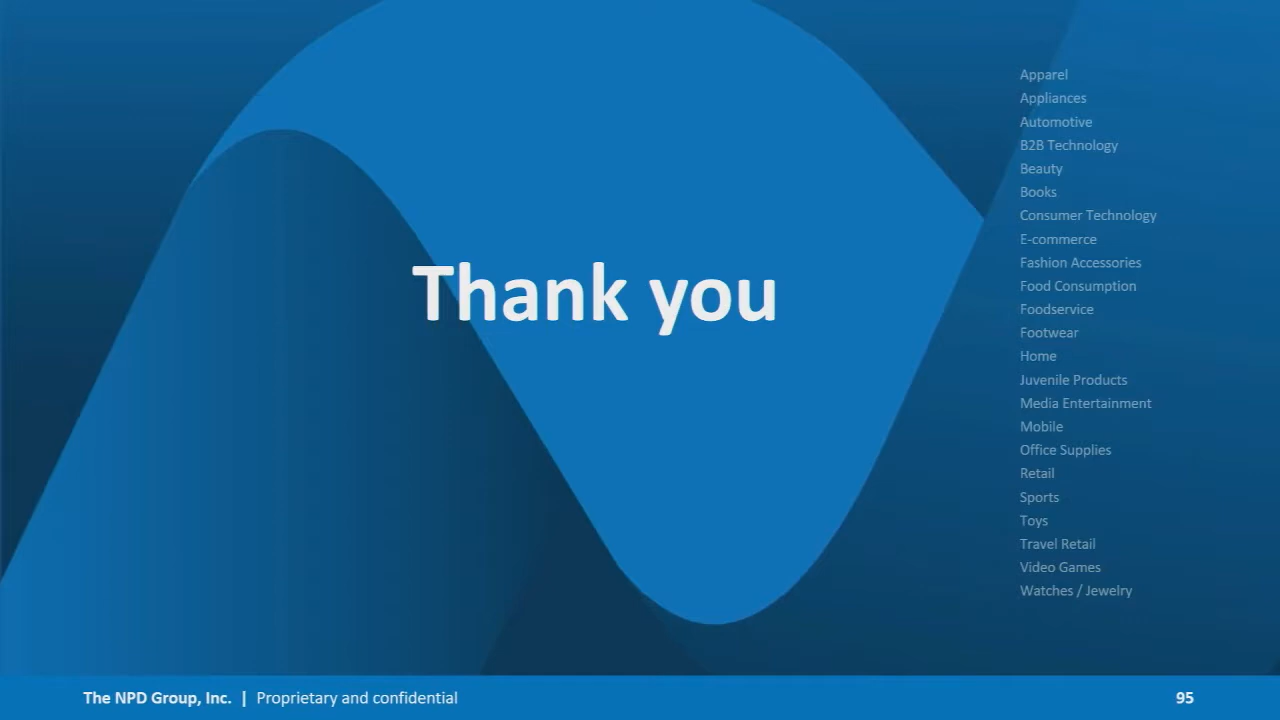 Thank you
Apparel
Appliances
Automotive
B2B Technology
Beauty
Books
Consumer Technology
E-commerce
Fashion Accessories
Food Consumption
Foodservice
Footwear
Home
Juvenile Products
Media Entertainment
Mobile
Office Supplies
Retail
Sports
Toys
Travel Retail
Video Games
Watches / Jewelry
The NPD Group, Inc. | Proprietary and confidential 95